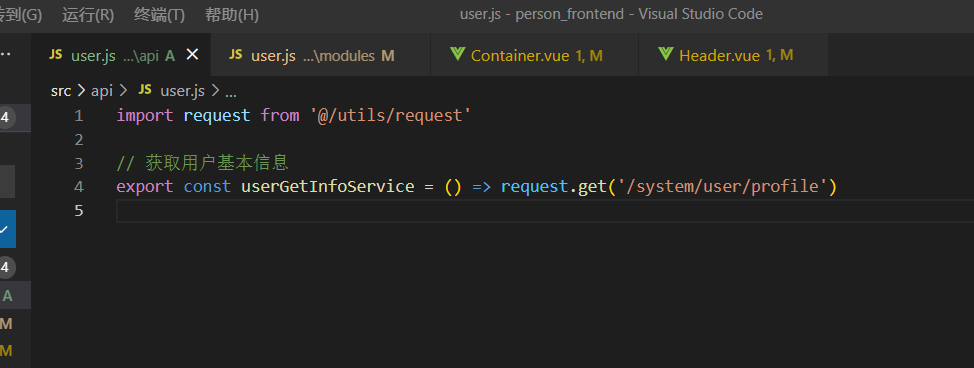 转到(G) 运行(R) 终端(T) 帮助(H) user.js - person_frontend - Visual Studio Code
JS user.js ...\api A × JS user.js ...\modules M Container.vue 1, M Header.vue 1, M
src > api > JS user.js > ...
1 import request from '@/utils/request'
2
3 // 获取用户基本信息
4 export const userGetInfoService = () => request.get('/system/user/profile')
5
4
4
A
M
M